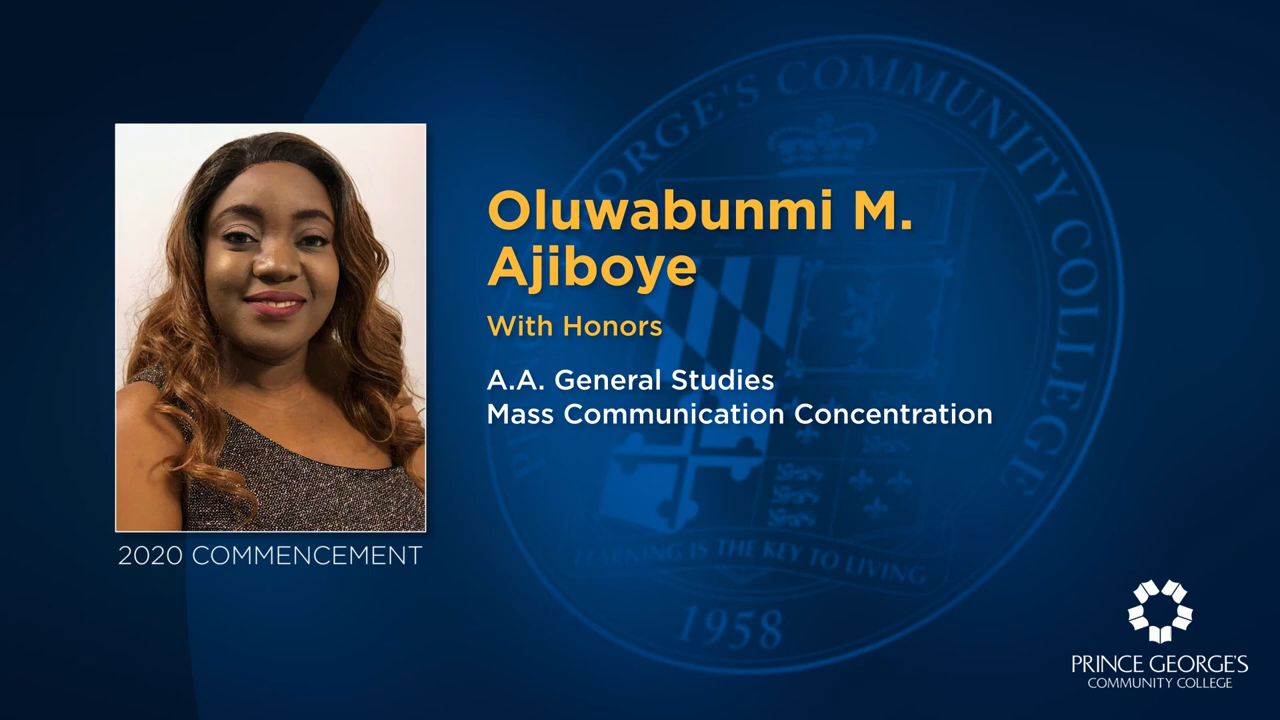 Oluwabunmi M.
Ajiboye
With Honors
A.A. General Studies
Mass Communication Concentration
2020 COMMENCEMENT
PRINCE GEORGE'S COMMUNITY COLLEGE
LEARNING IS THE KEY TO LIVING
1958
PRINCE GEORGE'S
COMMUNITY COLLEGE